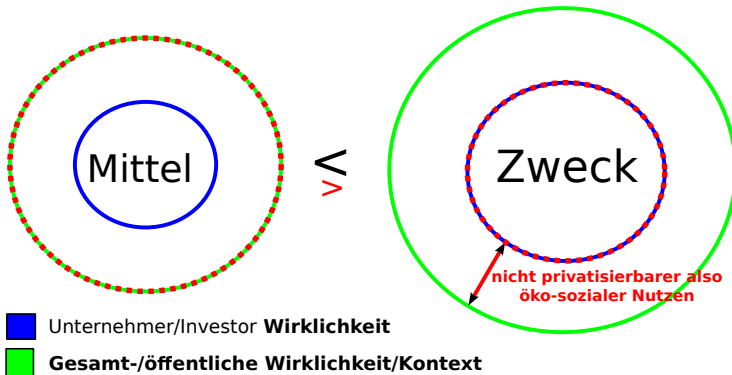 Mittel
<
>
Zweck
nicht privatisierbarer also
öko-sozialer Nutzen
Unternehmer/Investor Wirklichkeit
Gesamt-/öffentliche Wirklichkeit/Kontext